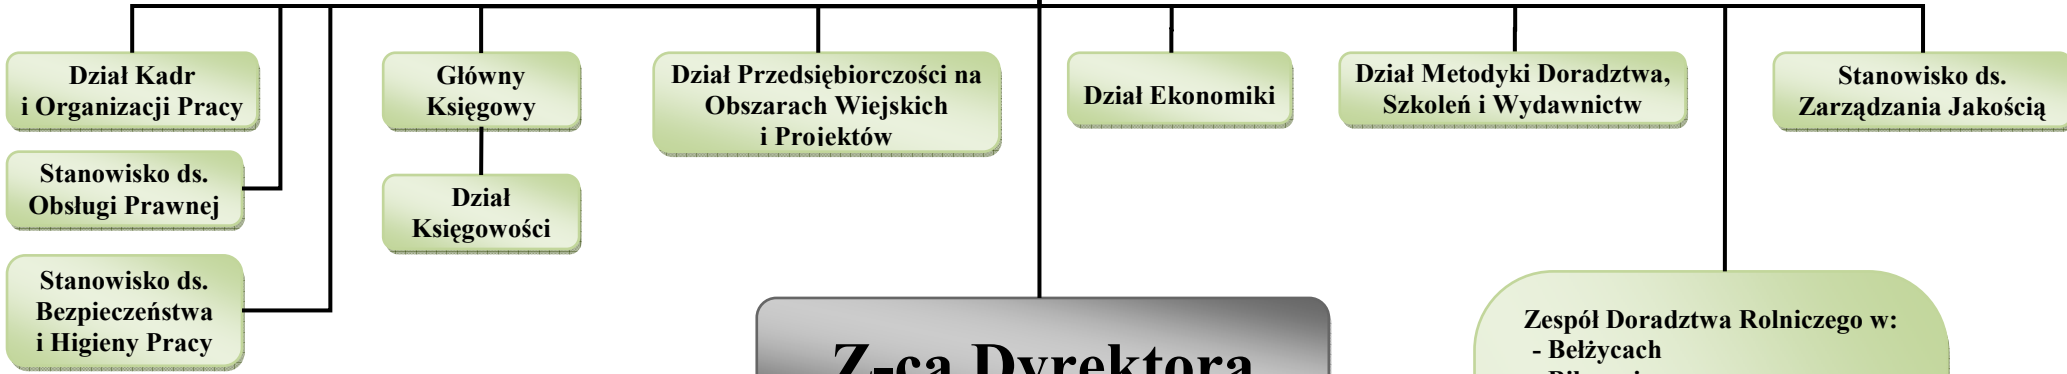 Dział Kadr
i Organizacji Pracy
Stanowisko ds.
Obsługi Prawnej
Stanowisko ds.
Bezpieczeństwa
i Higieny Pracy
Główny
Księgowy
Dział
Księgowości
Dział Przedsiębiorczości na
Obszarach Wiejskich
i Projektów
Dział Ekonomiki
Dział Metodyki Doradztwa,
Szkoleń i Wydawnictw
Stanowisko ds.
Zarządzania Jakością
Z-ca Dyrektora
Zespół Doradztwa Rolniczego w:
- Bełżycach